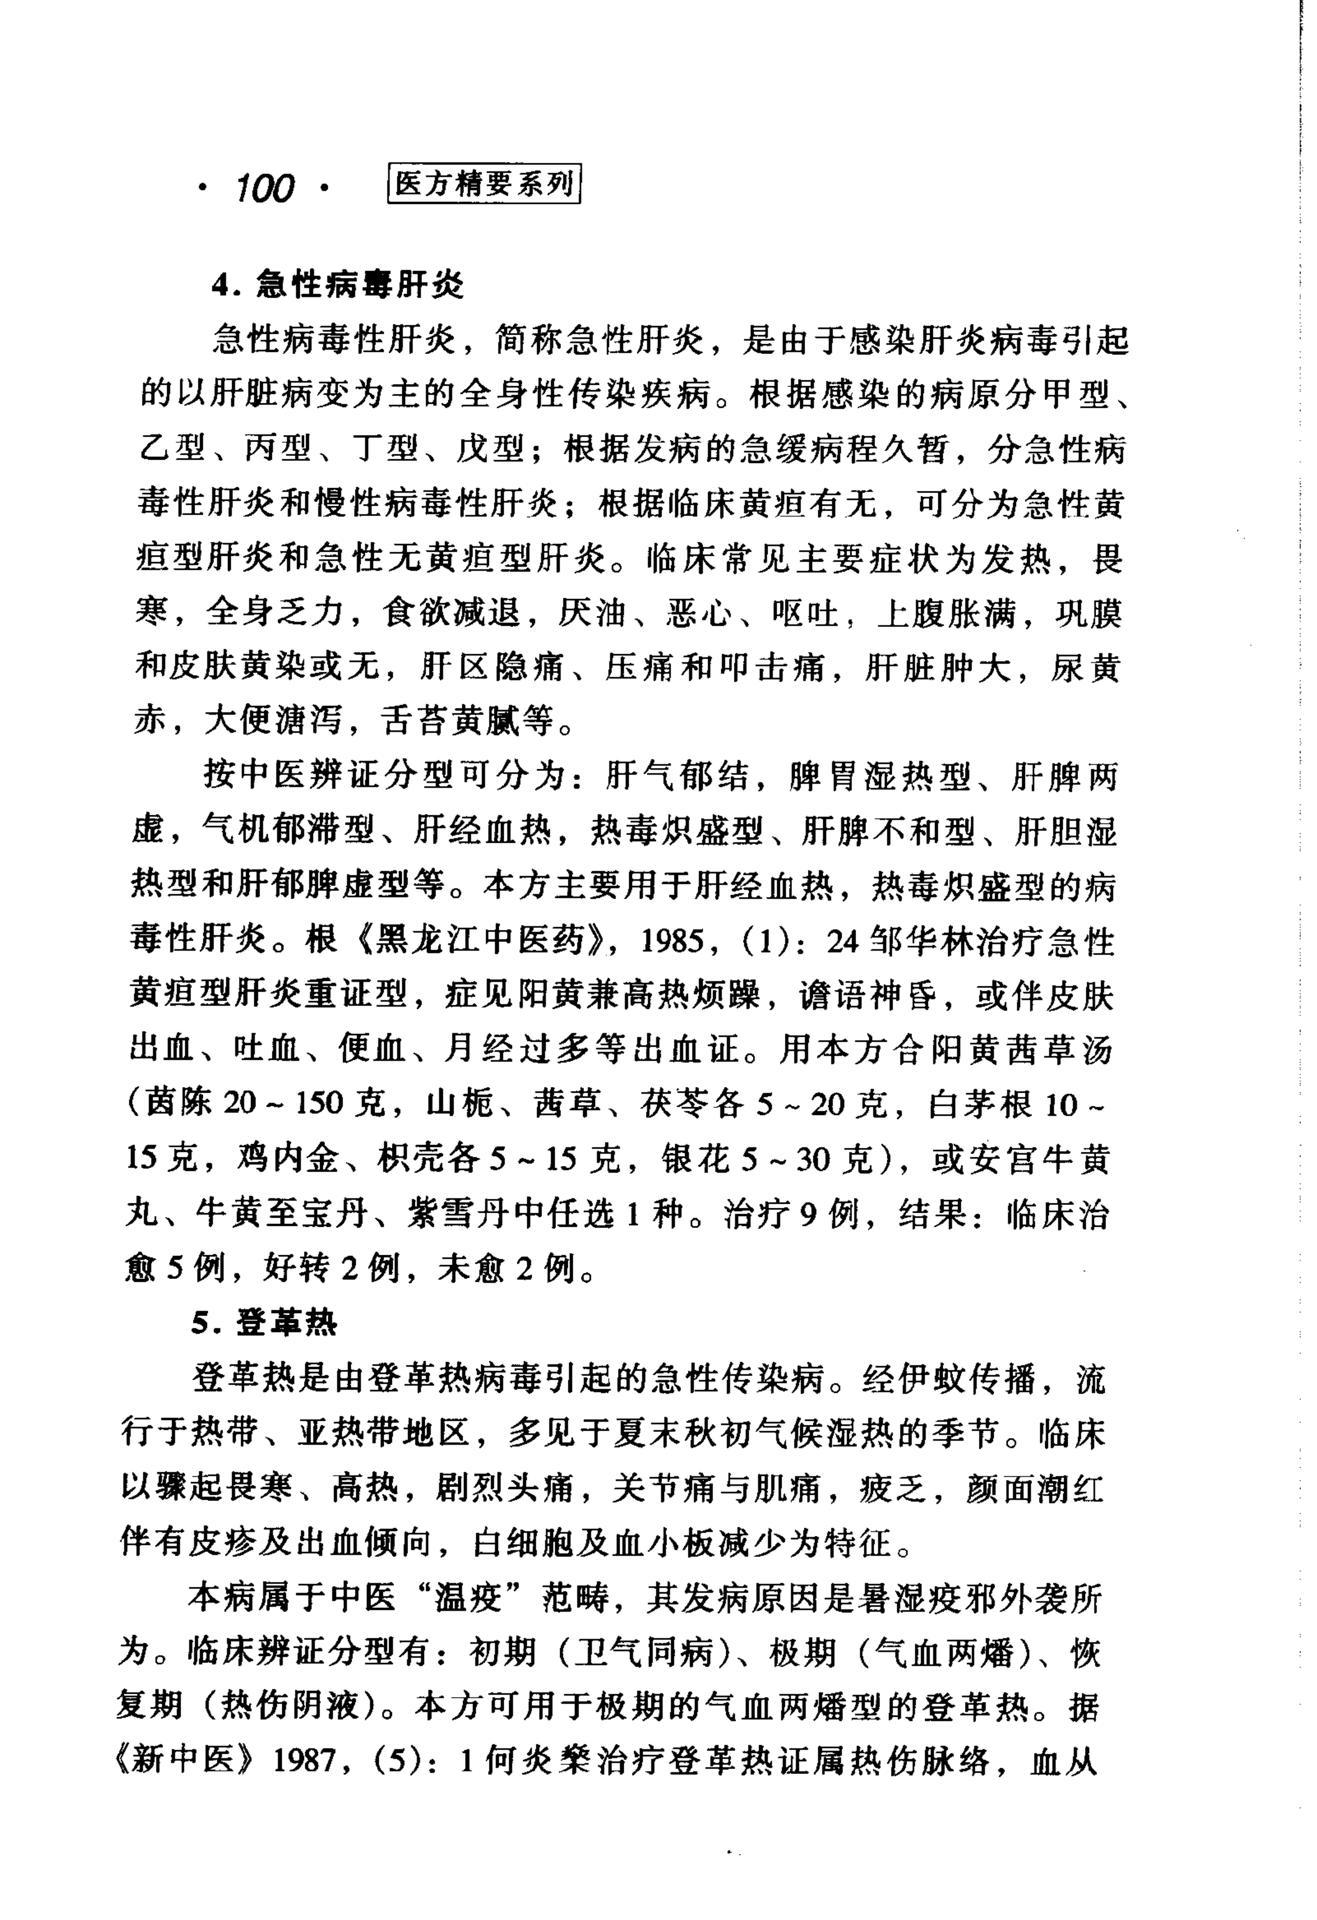 · 100 · 医方精要系列
4. 急性病毒肝炎
急性病毒性肝炎，简称急性肝炎，是由于感染肝炎病毒引起
的以肝脏病变为主的全身性传染疾病。根据感染的病原分甲型、
乙型、丙型、丁型、戊型；根据发病的急缓病程久暂，分急性病
毒性肝炎和慢性病毒性肝炎；根据临床黄疸有无，可分为急性黄
疸型肝炎和急性无黄疸型肝炎。临床常见主要症状为发热，畏
寒，全身乏力，食欲减退，厌油、恶心、呕吐，上腹胀满，巩膜
和皮肤黄染或无，肝区隐痛、压痛和叩击痛，肝脏肿大，尿黄
赤，大便溏泻，舌苔黄腻等。
按中医辨证分型可分为：肝气郁结，脾胃湿热型、肝脾两
虚，气机郁滞型、肝经血热，热毒炽盛型、肝脾不和型、肝胆湿
热型和肝郁脾虚型等。本方主要用于肝经血热，热毒炽盛型的病
毒性肝炎。根《黑龙江中医药》，1985，（1）：24 邹华林治疗急性
黄疸型肝炎重证型，症见阳黄兼高热烦躁，谵语神昏，或伴皮肤
出血、吐血、便血、月经过多等出血证。用本方合阳黄茜草汤
（茵陈 20～150 克，山栀、茜草、茯苓各 5～20 克，白茅根 10～
15 克，鸡内金、枳壳各 5～15 克，银花 5～30 克），或安宫牛黄
丸、牛黄至宝丹、紫雪丹中任选 1 种。治疗 9 例，结果：临床治
愈 5 例，好转 2 例，未愈 2 例。
5. 登革热
登革热是由登革热病毒引起的急性传染病。经伊蚊传播，流
行于热带、亚热带地区，多见于夏末秋初气候湿热的季节。临床
以骤起畏寒、高热，剧烈头痛，关节痛与肌痛，疲乏，颜面潮红
伴有皮疹及出血倾向，白细胞及血小板减少为特征。
本病属于中医“温疫”范畴，其发病原因是暑湿疫邪外袭所
为。临床辨证分型有：初期（卫气同病）、极期（气血两燔）、恢
复期（热伤阴液）。本方可用于极期的气血两燔型的登革热。据
《新中医》1987，（5）：1 何炎燊治疗登革热证属热伤脉络，血从